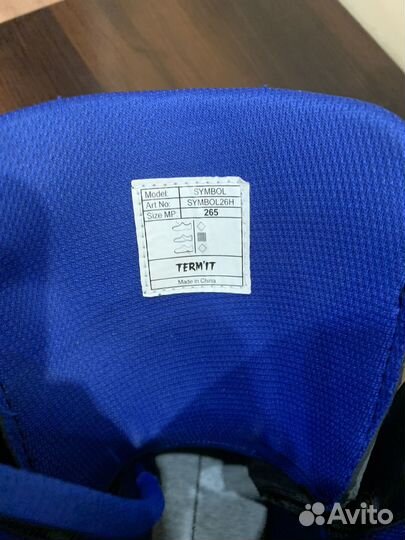 Model: SYMBOL
Art No: SYMBOL26H
Size MP 265
TERM'IT
Made in China
Avito